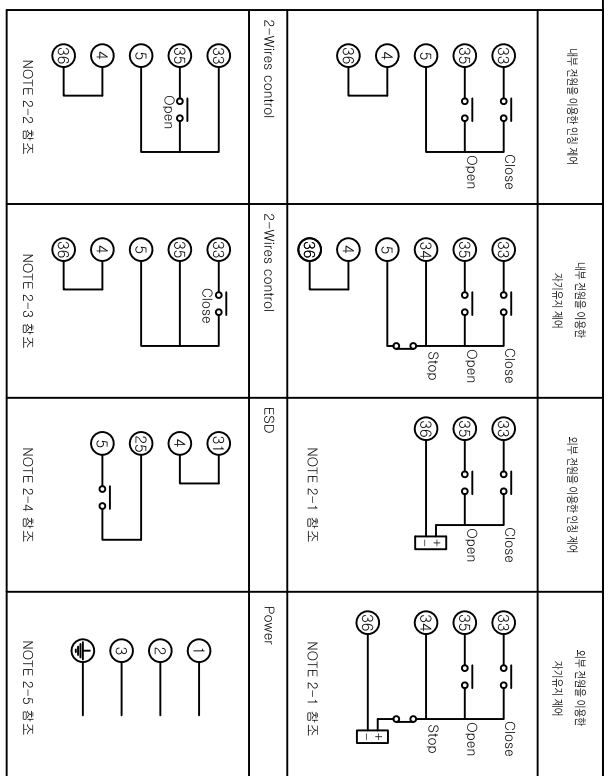 내부 전원을 이용한 인칭 제어
33
Close
35
Open
5
4
36
내부 전원을 이용한
자기유지 제어
33
Close
35
Open
34
Stop
5
4
36
외부 전원을 이용한 인칭 제어
33
Close
35
Open
36
+
-
NOTE 2-1 참조
외부 전원을 이용한
자기유지 제어
33
Close
35
Open
34
Stop
+
-
36
NOTE 2-1 참조
2-Wires control
33
35
Open
5
4
36
NOTE 2-2 참조
2-Wires control
33
Close
35
5
4
36
NOTE 2-3 참조
ESD
31
4
25
5
NOTE 2-4 참조
Power
1
2
3
NOTE 2-5 참조